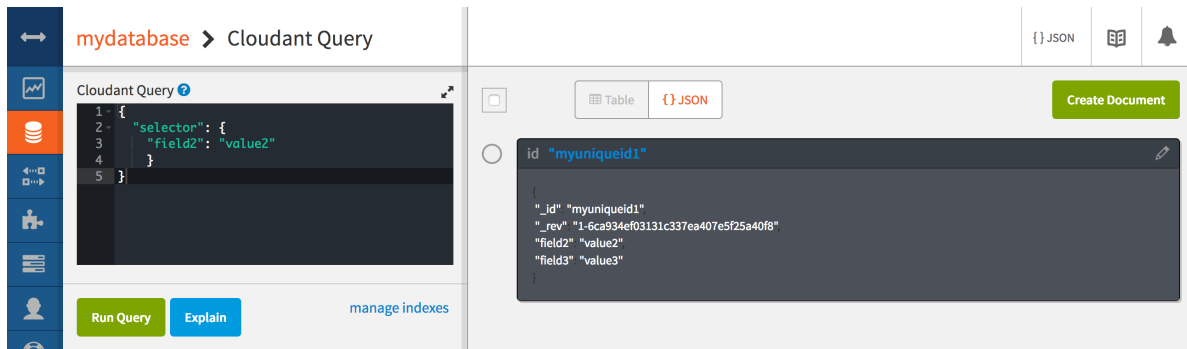 mydatabase > Cloudant Query
{ } JSON
Cloudant Query ?
1 {
2 "selector": {
3 "field2": "value2"
4 }
5 }
Run Query
Explain
manage indexes
Table
{} JSON
Create Document
id "myuniqueid1"
{
"_id" "myuniqueid1",
"_rev" "1-6ca934ef03131c337ea407e5f25a40f8",
"field2" "value2",
"field3" "value3"
}